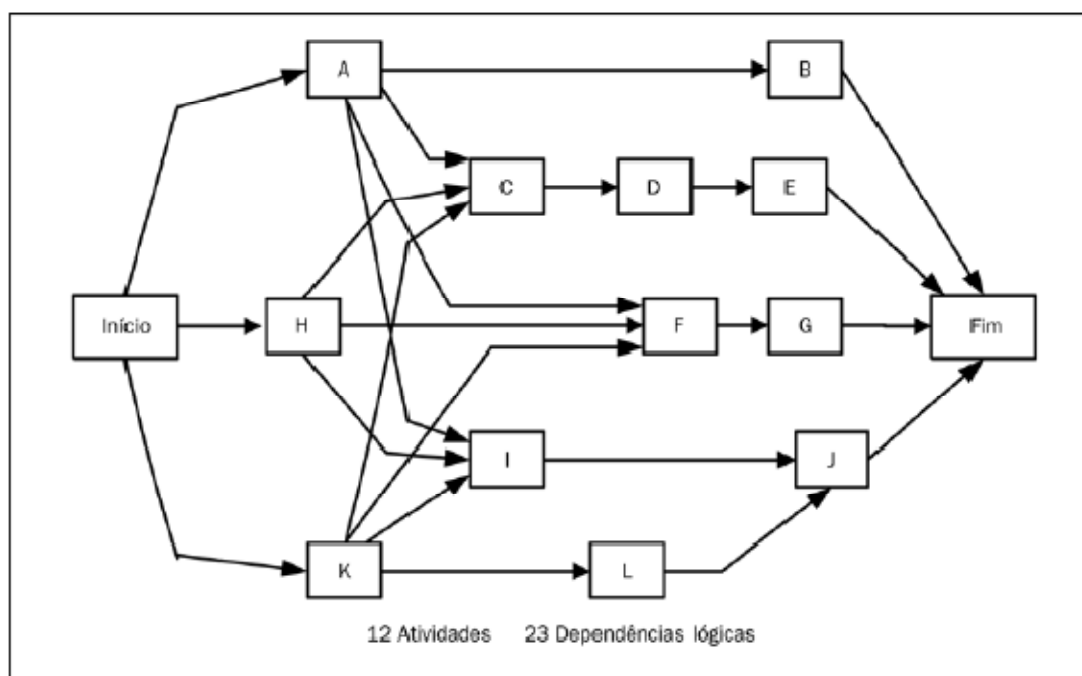 A
B
C
D
E
Início
H
F
G
Fim
I
J
K
L
12 Atividades 23 Dependências lógicas